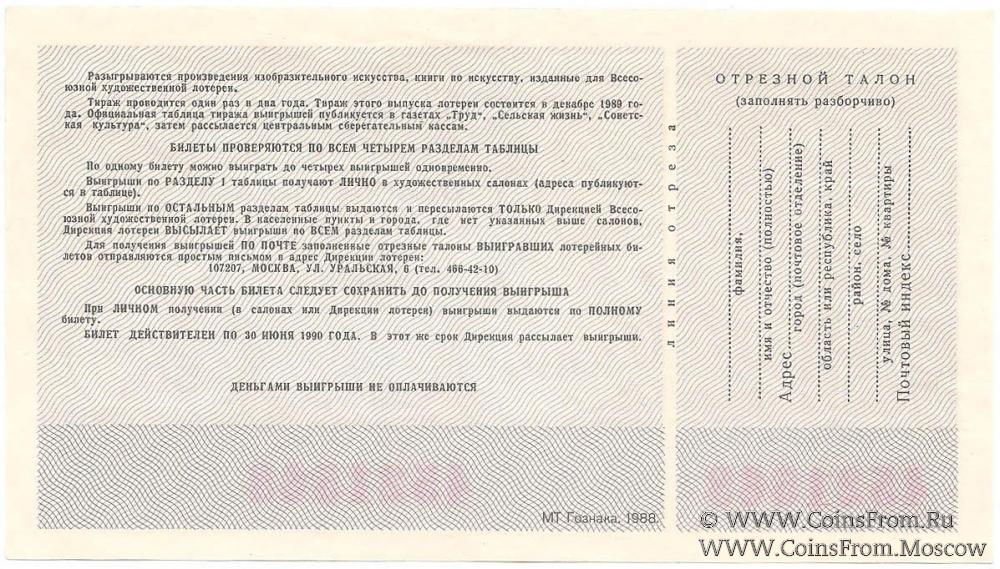 Разыгрываются произведения изобразительного искусства, книги по искусству, изданные для Всесо-
юзной художественной лотереи.
Тираж проводится один раз в два года. Тираж этого выпуска лотереи состоится в декабре 1989 го-
да. Официальная таблица тиража выигрышей публикуется в газетах „Труд", „Сельская жизнь", „Советс-
кая культура", затем рассылается центральным сберегательным кассам.
БИЛЕТЫ ПРОВЕРЯЮТСЯ ПО ВСЕМ ЧЕТЫРЕМ РАЗДЕЛАМ ТАБЛИЦЫ
По одному билету можно выиграть до четырех выигрышей одновременно.
Выигрыши по РАЗДЕЛУ 1 таблицы получают ЛИЧНО в художественных салонах (адреса публикуют-
ся в таблице).
Выигрыши по ОСТАЛЬНЫМ разделам таблицы выдаются и пересылаются ТОЛЬКО Дирекцией Всесо-
юзной художественной лотереи. В населенные пункты и города, где нет указанных выше салонов,
Дирекция лотереи ВЫСЫЛАЕТ выигрыши по ВСЕМ разделам таблицы.
Для получения выигрышей ПО ПОЧТЕ заполненные отрезные талоны ВЫИГРАВШИХ лотерейных би-
летов отправляются простым письмом в адрес Дирекции лотереи:
107207, МОСКВА, УЛ. УРАЛЬСКАЯ, 6 (тел. 466-42-10)
ОСНОВНУЮ ЧАСТЬ БИЛЕТА СЛЕДУЕТ СОХРАНИТЬ ДО ПОЛУЧЕНИЯ ВЫИГРЫША
При ЛИЧНОМ получении (в салонах или Дирекции лотереи) выигрыши выдаются по ПОЛНОМУ
билету.
БИЛЕТ ДЕЙСТВИТЕЛЕН ПО 30 ИЮНЯ 1990 ГОДА. В этот же срок Дирекция рассылает выигрыши.
ДЕНЬГАМИ ВЫИГРЫШИ НЕ ОПЛАЧИВАЮТСЯ
МТ Гознака. 1988.
линия отреза
ОТРЕЗНОЙ ТАЛОН
(заполнять разборчиво)
фамилия,
имя и отчество (полностью)
Адрес
город (почтовое отделение)
область или республика, край
район, село
улица, № дома, № квартиры
Почтовый индекс
© WWW.CoinsFrom.Ru
WWW.CoinsFrom.Moscow